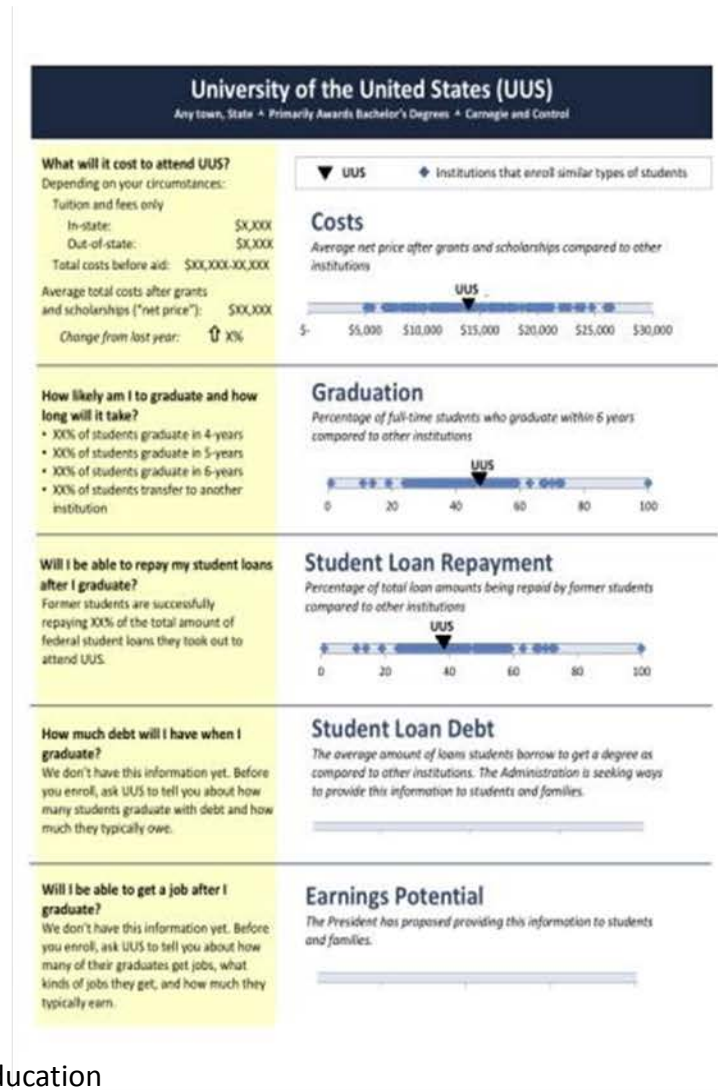 University of the United States (UUS)
Any town, State ▲ Primarily Awards Bachelor's Degrees ▲ Carnegie and Control
What will it cost to attend UUS?
Depending on your circumstances:
Tuition and fees only
In-state: $X,XXX
Out-of-state: $X,XXX
Total costs before aid: $XX,XXX-XX,XXX
Average total costs after grants
and scholarships ("net price"): $XX,XXX
Change from last year: ⇧ X%
▼ UUS ◆ Institutions that enroll similar types of students
Costs
Average net price after grants and scholarships compared to other
institutions
UUS
$- $5,000 $10,000 $15,000 $20,000 $25,000 $30,000
How likely am I to graduate and how
long will it take?
• XX% of students graduate in 4-years
• XX% of students graduate in 5-years
• XX% of students graduate in 6-years
• XX% of students transfer to another
institution
Graduation
Percentage of full-time students who graduate within 6 years
compared to other institutions
UUS
0 20 40 60 80 100
Will I be able to repay my student loans
after I graduate?
Former students are successfully
repaying XX% of the total amount of
federal student loans they took out to
attend UUS.
Student Loan Repayment
Percentage of total loan amounts being repaid by former students
compared to other institutions
UUS
0 20 40 60 80 100
How much debt will I have when I
graduate?
We don't have this information yet. Before
you enroll, ask UUS to tell you about how
many students graduate with debt and how
much they typically owe.
Student Loan Debt
The average amount of loans students borrow to get a degree as
compared to other institutions. The Administration is seeking ways
to provide this information to students and families.
Will I be able to get a job after I
graduate?
We don't have this information yet. Before
you enroll, ask UUS to tell you about how
many of their graduates get jobs, what
kinds of jobs they get, and how much they
typically earn.
Earnings Potential
The President has proposed providing this information to students
and families.
ducation